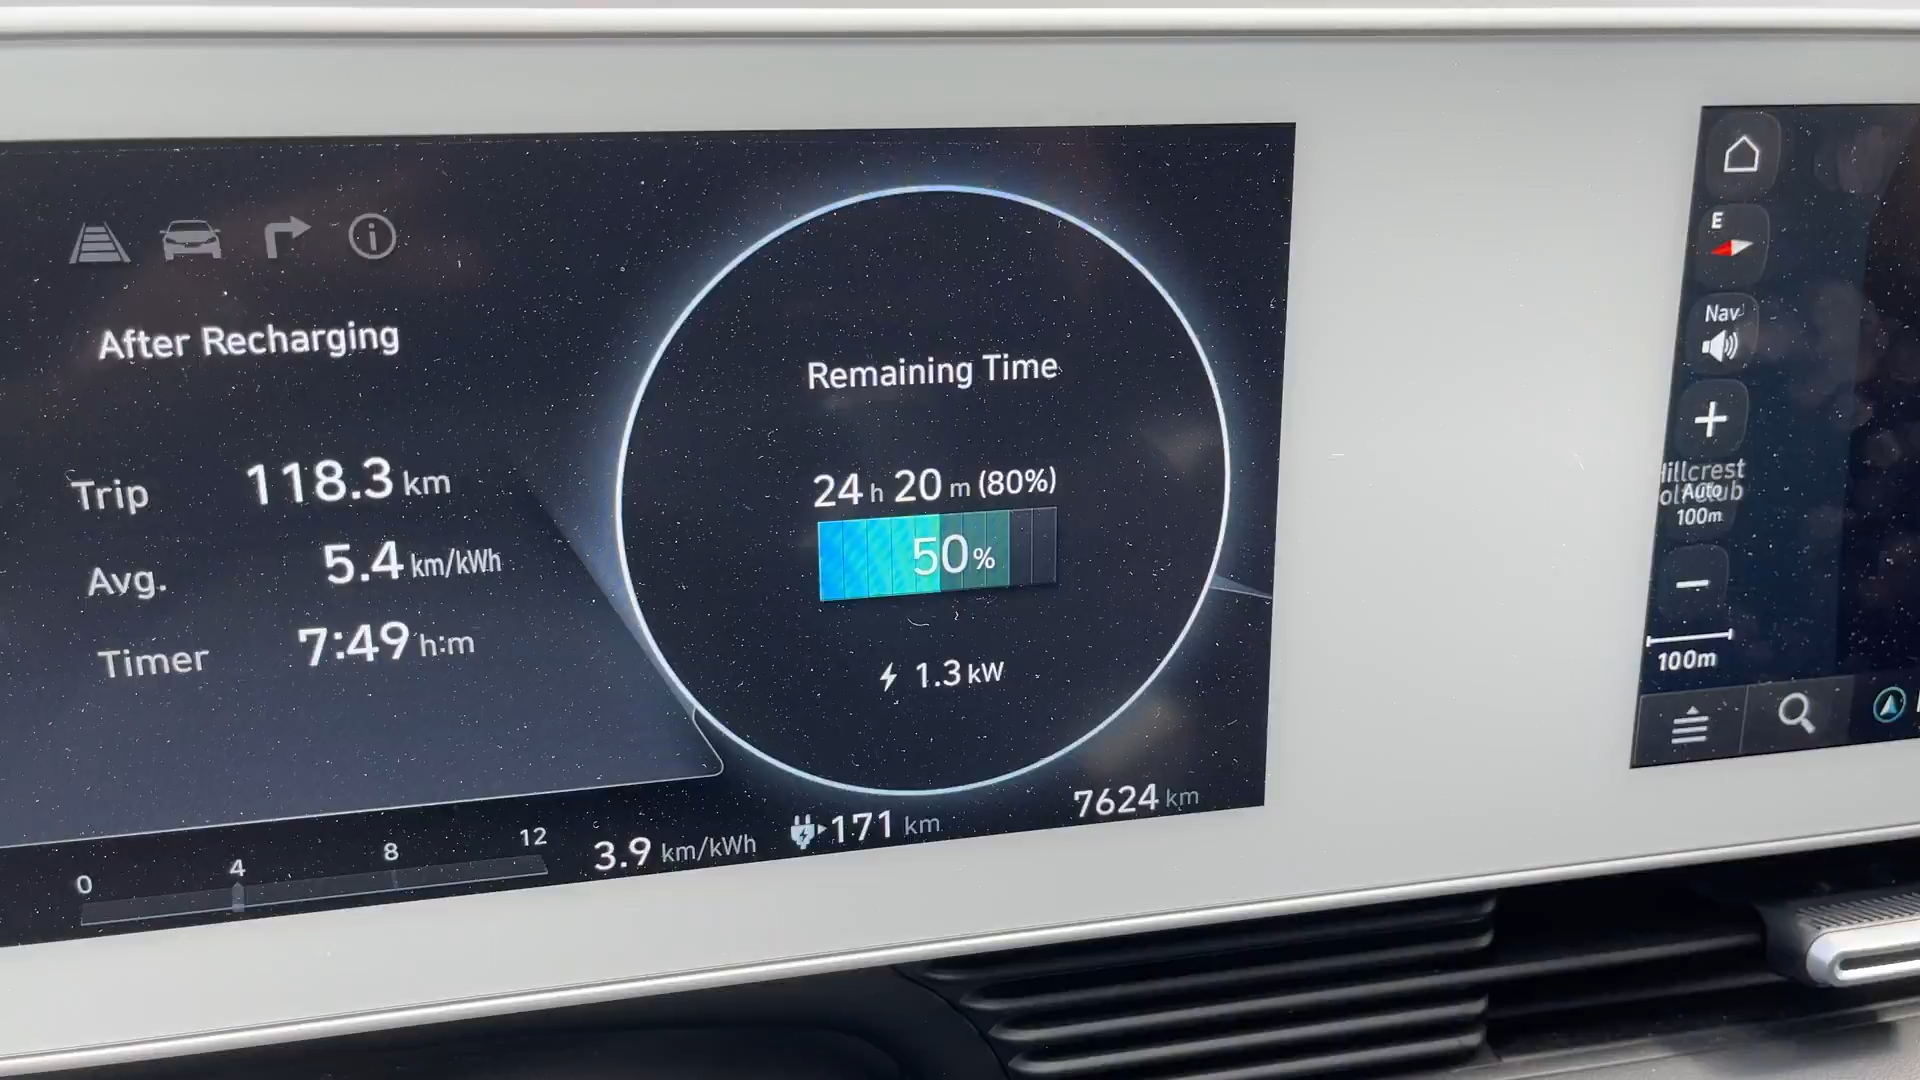 After Recharging
Trip 118.3 km
Avg. 5.4 km/kWh
Timer 7:49 h:m
0 4 8 12
3.9 km/kWh
Remaining Time
24 h 20 m (80%)
50%
1.3 kW
171 km
7624 km
E
Nav
Auto
100m
100m